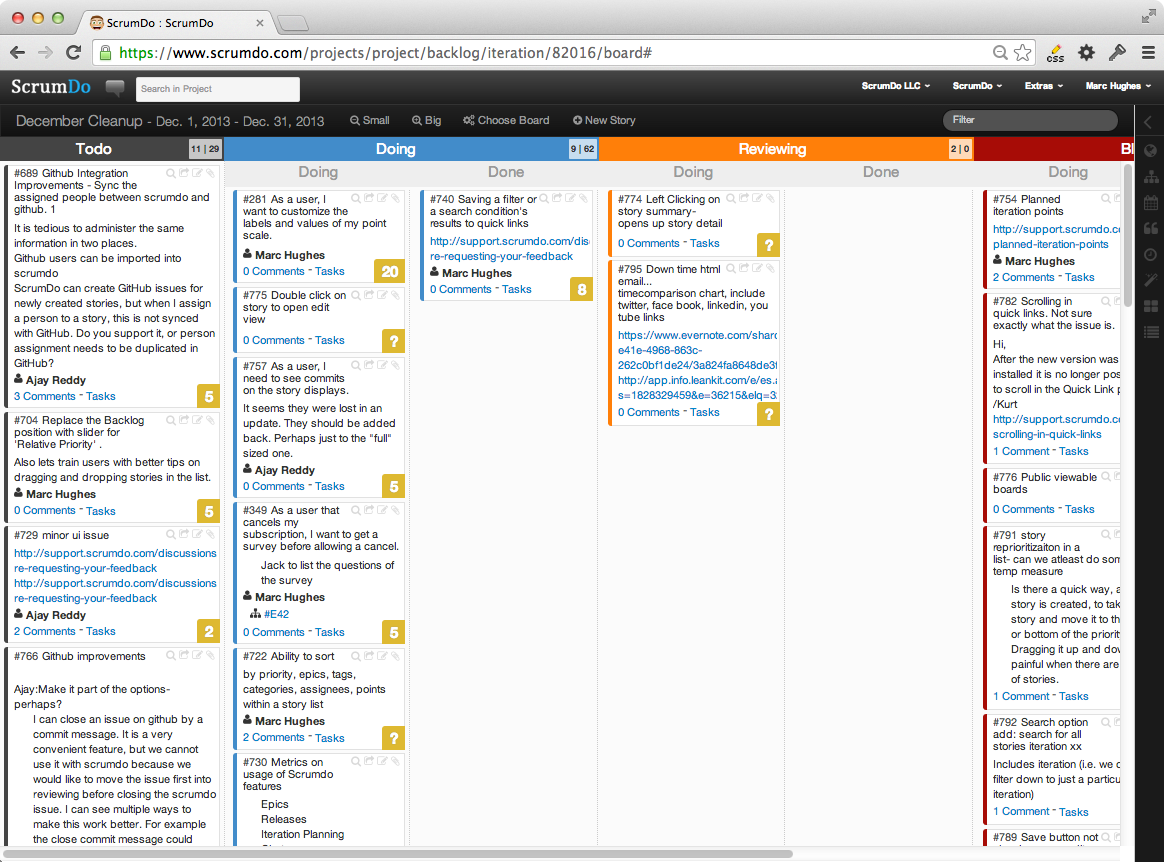 ScrumDo : ScrumDo
https://www.scrumdo.com/projects/project/backlog/iteration/82016/board#
css
ScrumDo
Search in Project
ScrumDo LLC
ScrumDo
Extras
Marc Hughes
December Cleanup - Dec. 1, 2013 - Dec. 31, 2013
Small
Big
Choose Board
New Story
Filter
Todo
11 | 29
#689 Github Integration
Improvements - Sync the
assigned people between scrumdo and
github. 1
It is tedious to administer the same
information in two places.
Github users can be imported into
scrumdo
ScrumDo can create GitHub issues for
newly created stories, but when I assign
a person to a story, this is not synced
with GitHub. Do you support it, or person
assignment needs to be duplicated in
GitHub?
Ajay Reddy
3 Comments - Tasks
5
#704 Replace the Backlog
position with slider for
'Relative Priority' .
Also lets train users with better tips on
dragging and dropping stories in the list.
Marc Hughes
0 Comments - Tasks
5
#729 minor ui issue
http://support.scrumdo.com/discussions
re-requesting-your-feedback
http://support.scrumdo.com/discussions
re-requesting-your-feedback
Ajay Reddy
2 Comments - Tasks
2
#766 Github improvements
Ajay:Make it part of the options-
perhaps?
I can close an issue on github by a
commit message. It is a very
convenient feature, but we cannot
use it with scrumdo because we
would like to move the issue first into
reviewing before closing the scrumdo
issue. I can see multiple ways to
make this work better. For example
the close commit message could
Doing
9 | 62
Doing
#281 As a user, I
want to customize the
labels and values of my point
scale.
Marc Hughes
0 Comments - Tasks
20
#775 Double click on
story to open edit
view
0 Comments - Tasks
?
#757 As a user, I
need to see commits
on the story displays.
It seems they were lost in an
update. They should be added
back. Perhaps just to the "full"
sized one.
Ajay Reddy
0 Comments - Tasks
5
#349 As a user that
cancels my
subscription, I want to get a
survey before allowing a cancel.
Jack to list the questions of
the survey
Marc Hughes
#E42
0 Comments - Tasks
5
#722 Ability to sort
by priority, epics, tags,
categories, assignees, points
within a story list
Marc Hughes
2 Comments - Tasks
?
#730 Metrics on
usage of Scrumdo
features
Epics
Releases
Iteration Planning
Done
#740 Saving a filter or
a search condition's
results to quick links
http://support.scrumdo.com/dis
re-requesting-your-feedback
Marc Hughes
0 Comments - Tasks
8
Reviewing
2 | 0
Doing
#774 Left Clicking on
story summary-
opens up story detail
0 Comments - Tasks
?
#795 Down time html
email...
timecomparison chart, include
twitter, face book, linkedin, you
tube links
https://www.evernote.com/shard
e41e-4968-863c-
262c0bf1de24/3a824fa8648de3f
http://app.info.leankit.com/e/es.a
s=1828329459&e=36215&elq=3
0 Comments - Tasks
?
Done
Bl
Doing
#754 Planned
iteration points
http://support.scrumdo.co
planned-iteration-points
Marc Hughes
2 Comments - Tasks
#782 Scrolling in
quick links. Not sure
exactly what the issue is.
Hi,
After the new version was
installed it is no longer pos
to scroll in the Quick Link p
/Kurt
http://support.scrumdo.co
scrolling-in-quick-links
1 Comment - Tasks
#776 Public viewable
boards
0 Comments - Tasks
#791 story
reprioritizaiton in a
list- can we atleast do som
temp measure
Is there a quick way, a
story is created, to tak
story and move it to th
or bottom of the priorit
Dragging it up and dov
painful when there are
of stories.
1 Comment - Tasks
#792 Search option
add: search for all
stories iteration xx
Includes iteration (i.e. we c
filter down to just a particu
iteration)
1 Comment - Tasks
#789 Save button not